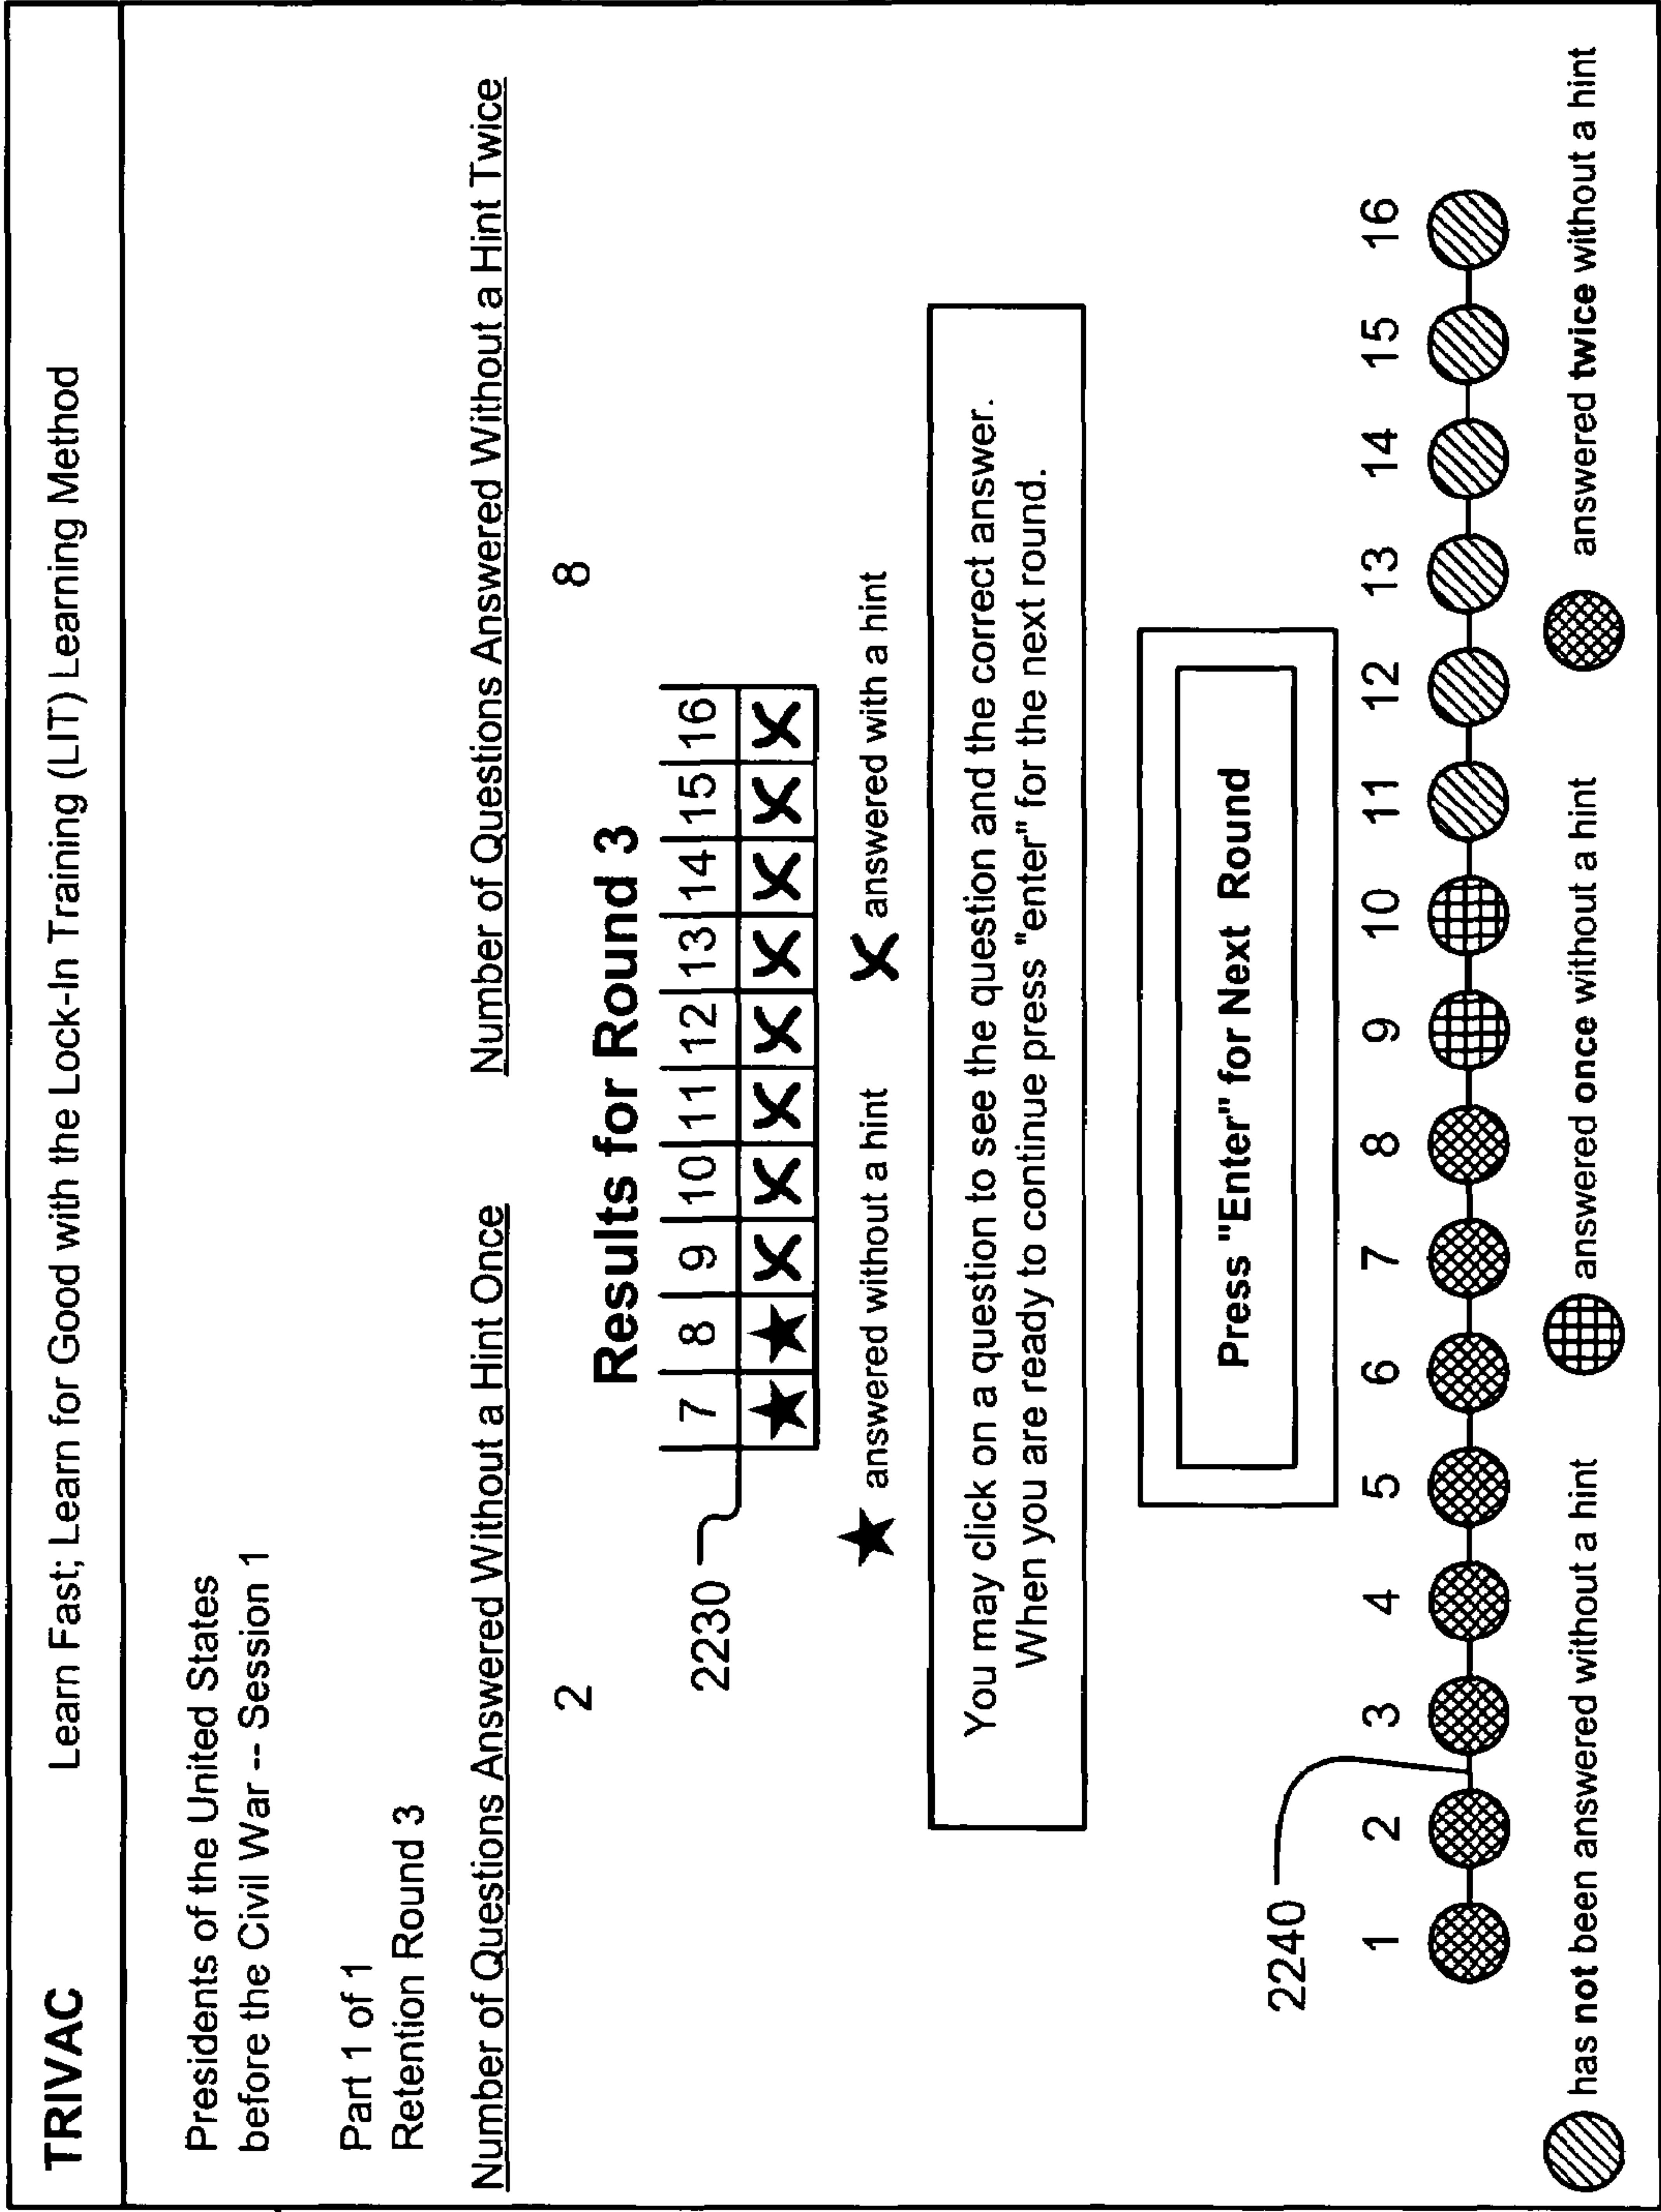 TRIVAC Learn Fast; Learn for Good with the Lock-In Training (LIT) Learning Method
Presidents of the United States
before the Civil War -- Session 1
Part 1 of 1
Retention Round 3
Number of Questions Answered Without a Hint Once Number of Questions Answered Without a Hint Twice
2 8
Results for Round 3
7 8 9 10 11 12 13 14 15 16
2230
answered without a hint answered with a hint
You may click on a question to see the question and the correct answer.
When you are ready to continue press "enter" for the next round.
Press "Enter" for Next Round
2240
1 2 3 4 5 6 7 8 9 10 11 12 13 14 15 16
has not been answered without a hint answered once without a hint answered twice without a hint